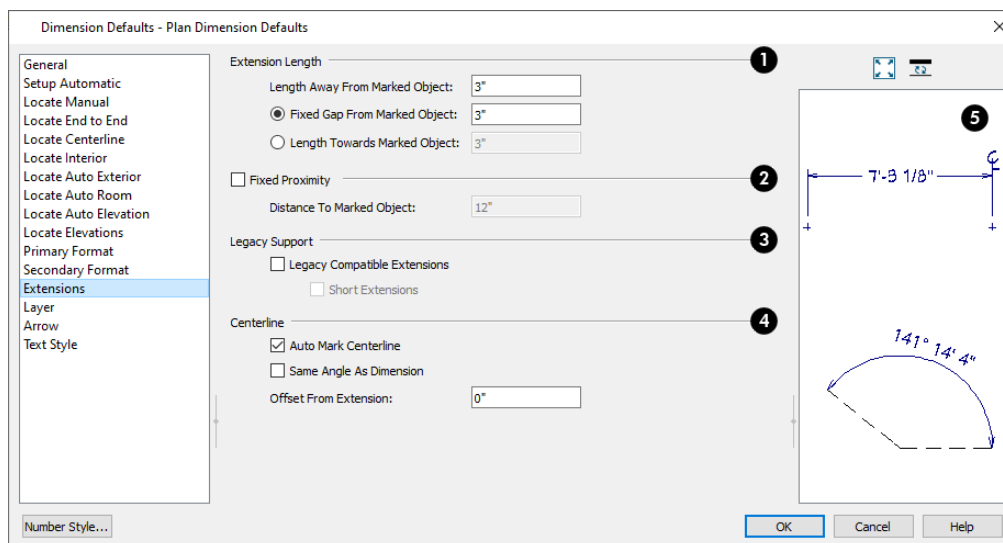 Dimension Defaults - Plan Dimension Defaults
General
Setup Automatic
Locate Manual
Locate End to End
Locate Centerline
Locate Interior
Locate Auto Exterior
Locate Auto Room
Locate Auto Elevation
Locate Elevations
Primary Format
Secondary Format
Extensions
Layer
Arrow
Text Style
Extension Length 1
Length Away From Marked Object: 3"
Fixed Gap From Marked Object: 3"
Length Towards Marked Object: 3"
Fixed Proximity 2
Distance To Marked Object: 12"
Legacy Support 3
Legacy Compatible Extensions
Short Extensions
Centerline 4
Auto Mark Centerline
Same Angle As Dimension
Offset From Extension: 0"
5
7'-3 1/8"
141° 14' 4"
Number Style...
OK Cancel Help